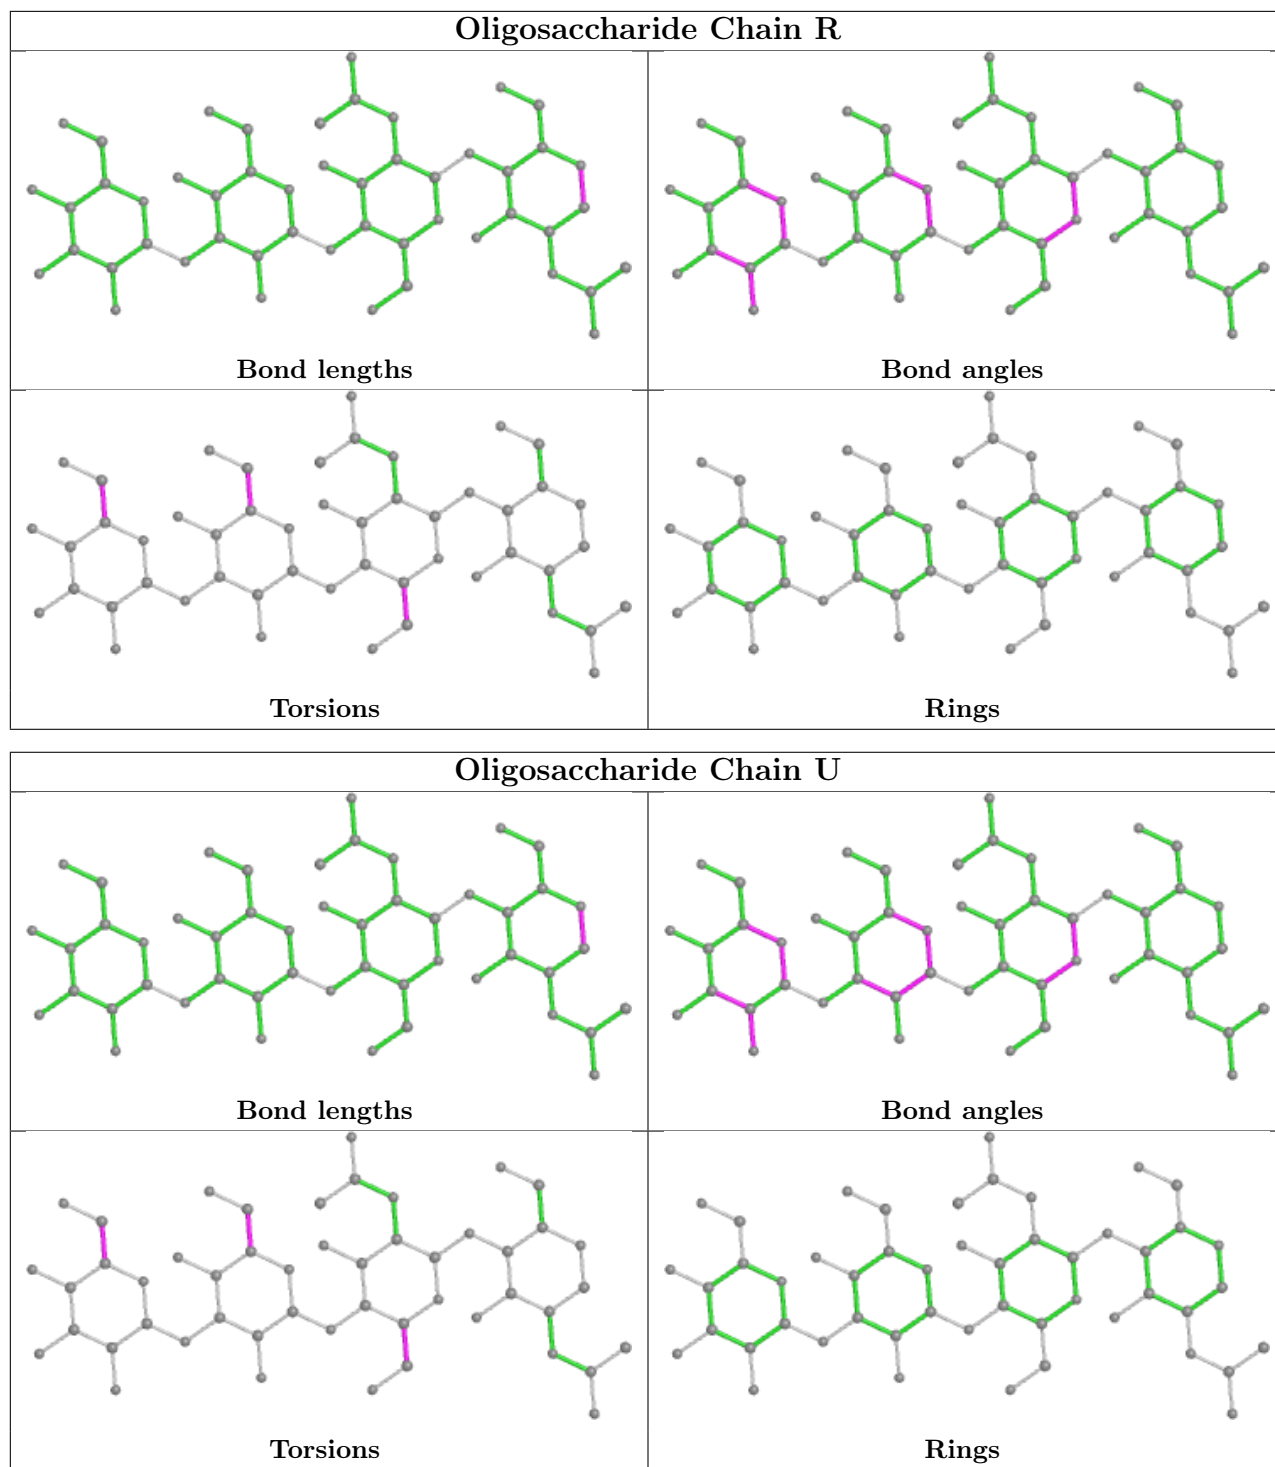 Oligosaccharide Chain R
Bond lengths
Bond angles
Torsions
Rings
Oligosaccharide Chain U
Bond lengths
Bond angles
Torsions
Rings